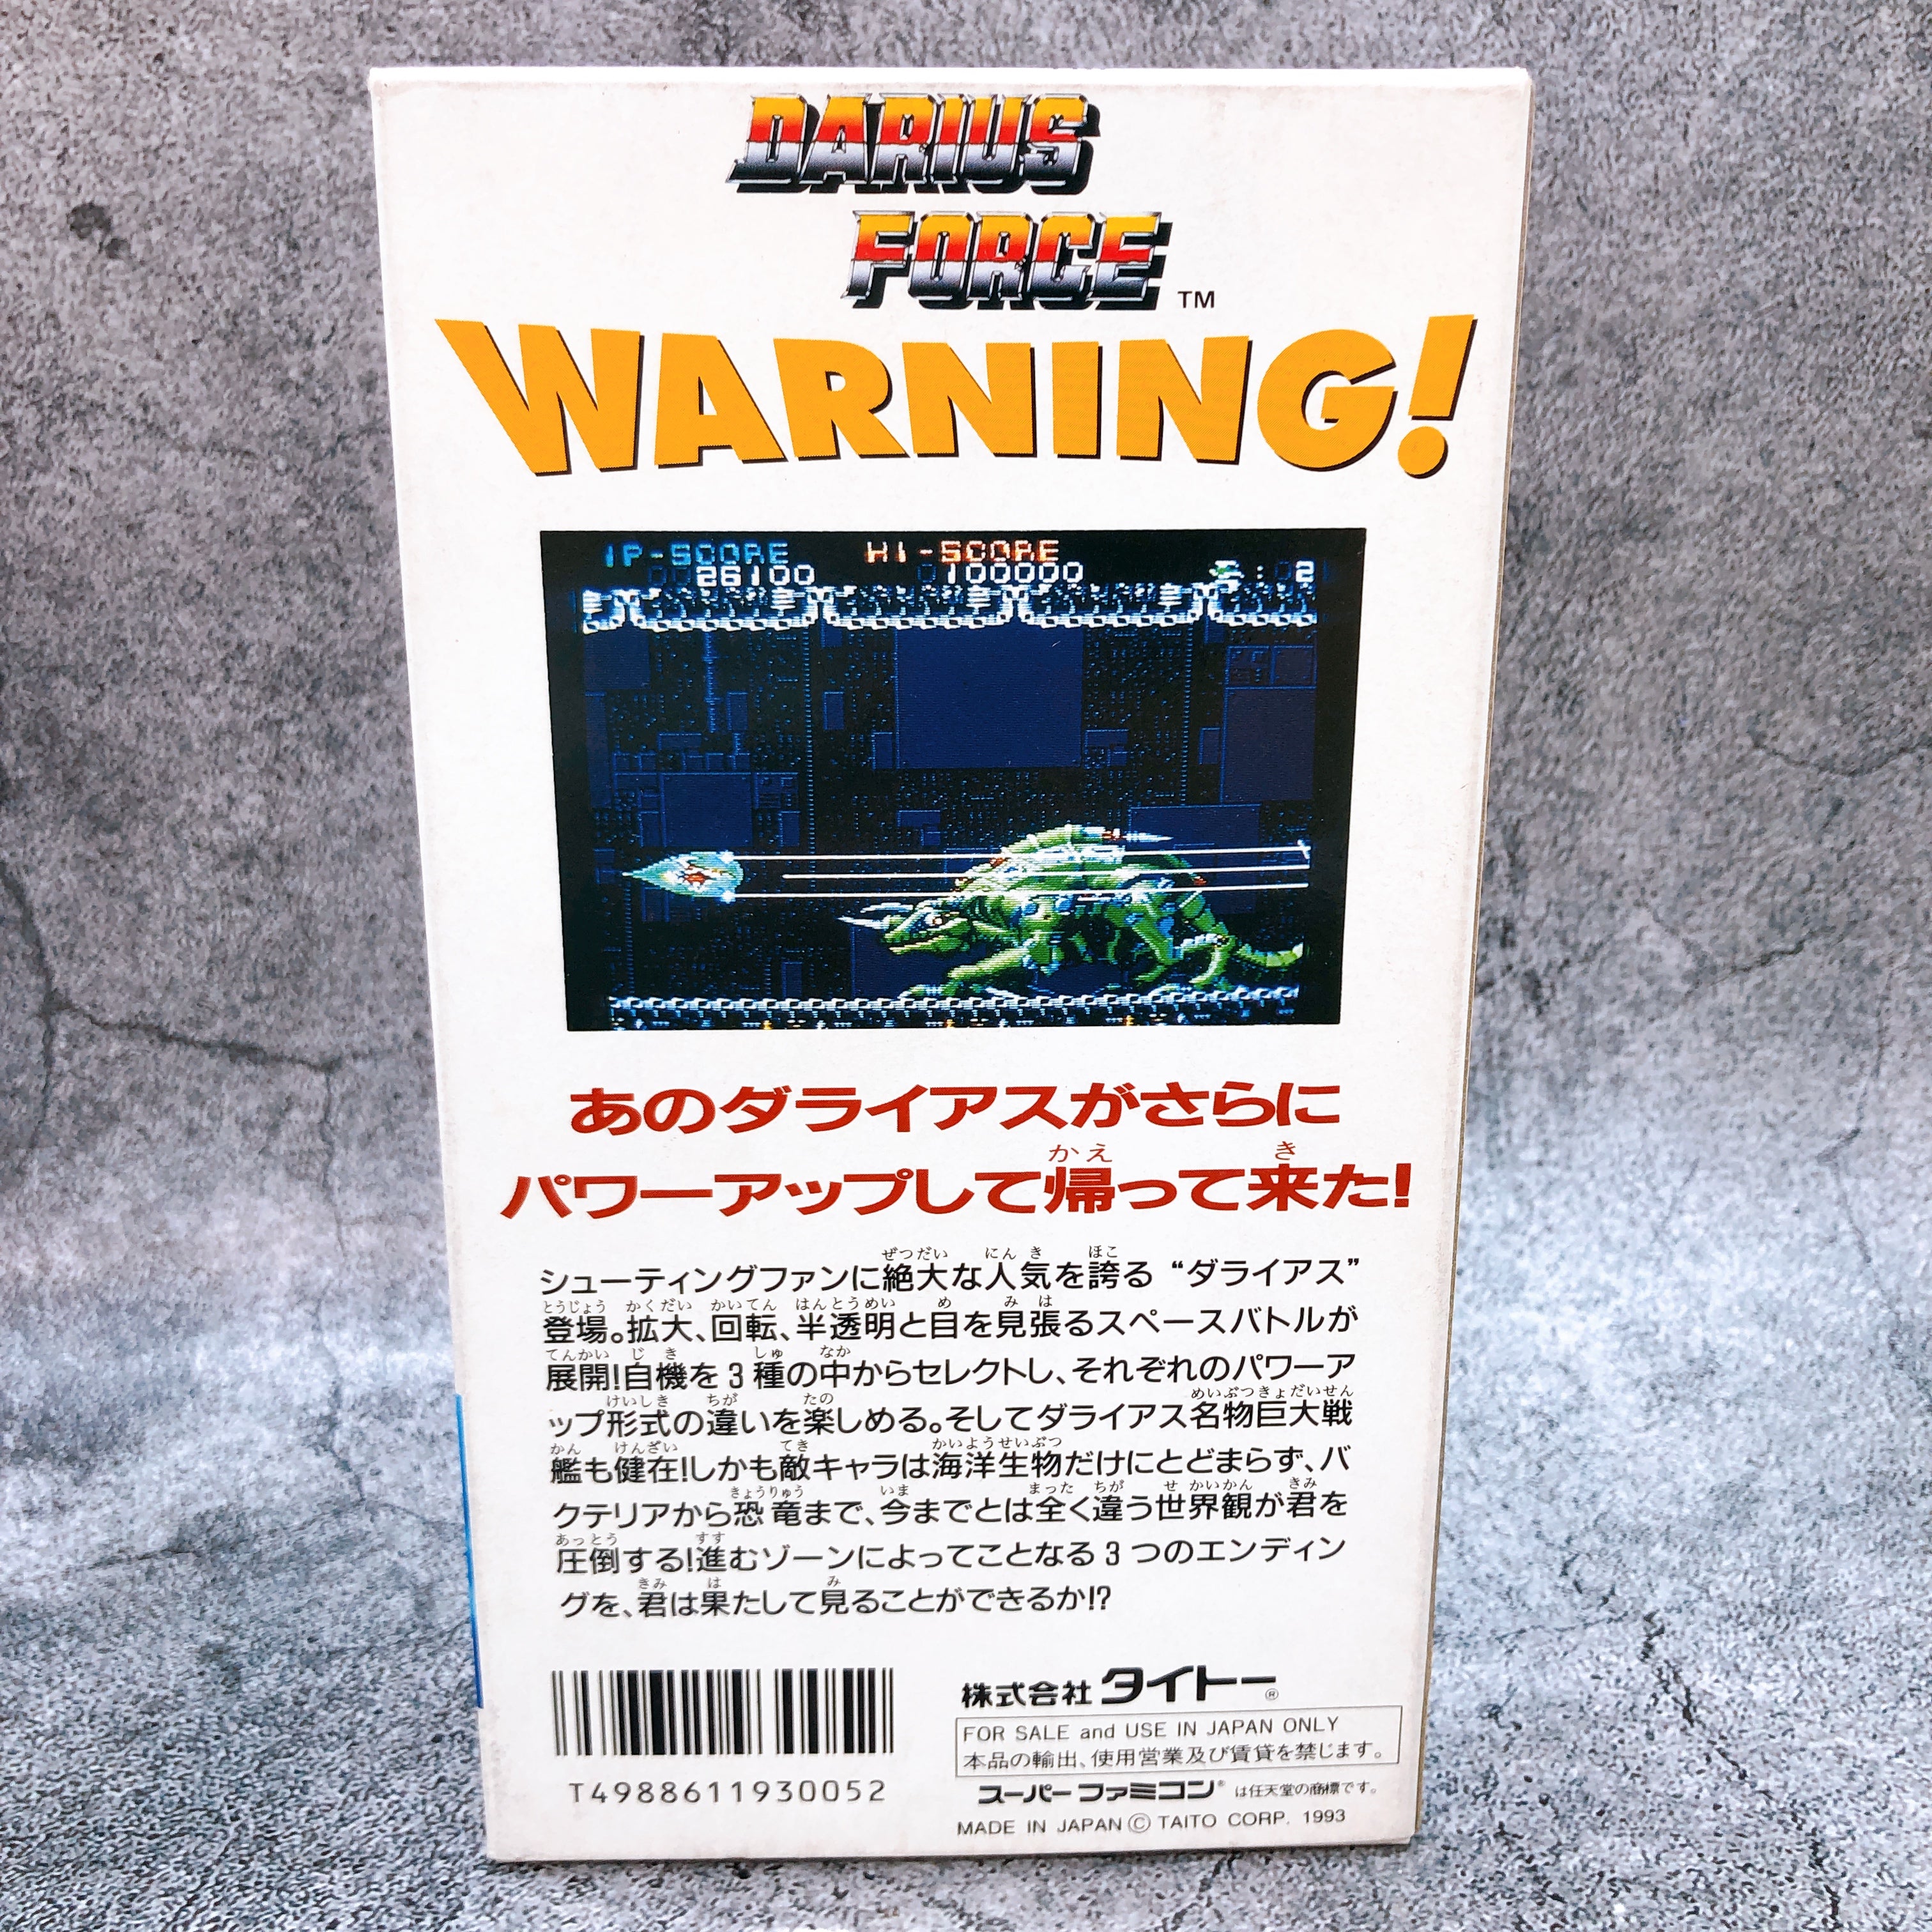 DARIUS
FORCE ™
WARNING!
1P-SCORE HI-SCORE
0026100 0100000 : 02
あのダライアスがさらに
かえ き
パワーアップして帰って来た!
ぜつだい にん き ほこ
シューティングファンに絶大な人気を誇る“ダライアス”
とうじょう かくだい かいてん はんとうめい め み は
登場。拡大、回転、半透明と目を見張るスペースバトルが
てんかい じ き しゅ なか
展開!自機を3種の中からセレクトし、それぞれのパワーア
けいしき ちが たの めいぶつきょだいせん
ップ形式の違いを楽しめる。そしてダライアス名物巨大戦
かん けんざい てき かいようせいぶつ
艦も健在!しかも敵キャラは海洋生物だけにとどまらず、バ
きょうりゅう いま まった ちが せ かいかん きみ
クテリアから恐竜まで、今までとは全く違う世界観が君を
あっとう すす
圧倒する!進むゾーンによってことなる3つのエンディン
きみ は み
グを、君は果たして見ることができるか!?
株式会社 タイトー®
FOR SALE and USE IN JAPAN ONLY
本品の輸出、使用営業及び賃貸を禁じます。
T4988611930052
スーパーファミコン® は任天堂の商標です。
MADE IN JAPAN © TAITO CORP. 1993